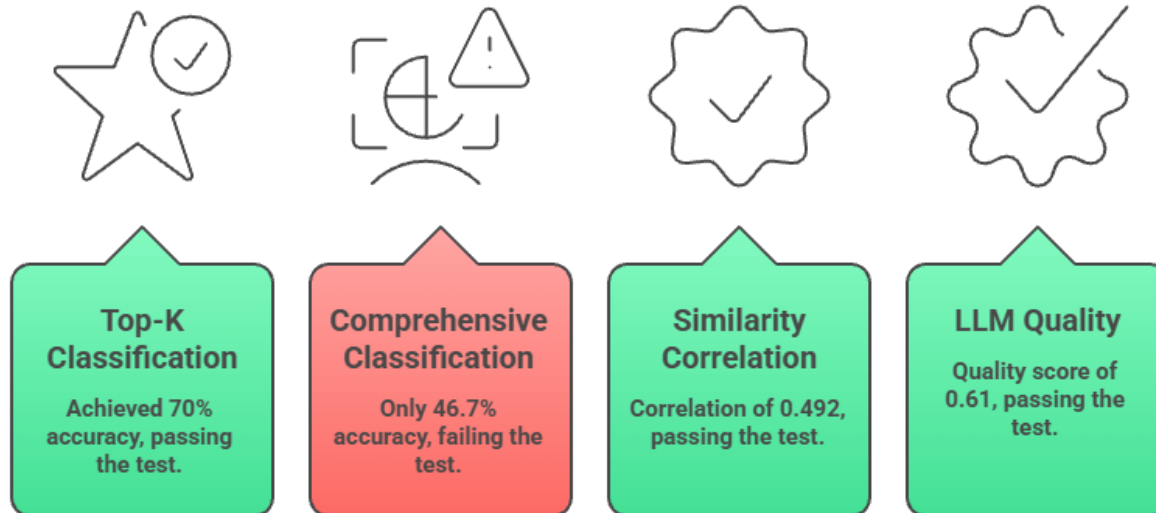 Top-K
Classification
Achieved 70%
accuracy, passing
the test.
Comprehensive
Classification
Only 46.7%
accuracy, failing the
test.
Similarity
Correlation
Correlation of 0.492,
passing the test.
LLM Quality
Quality score of
0.61, passing the
test.